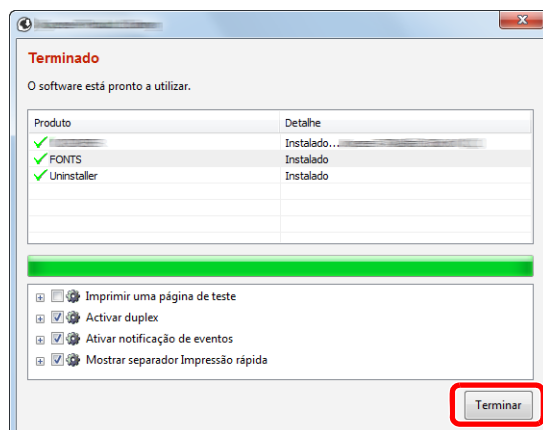 Terminado
O software está pronto a utilizar.
Produto Detalhe
Instalado...
FONTS Instalado
Uninstaller Instalado
Imprimir uma página de teste
Activar duplex
Ativar notificação de eventos
Mostrar separador Impressão rápida
Terminar